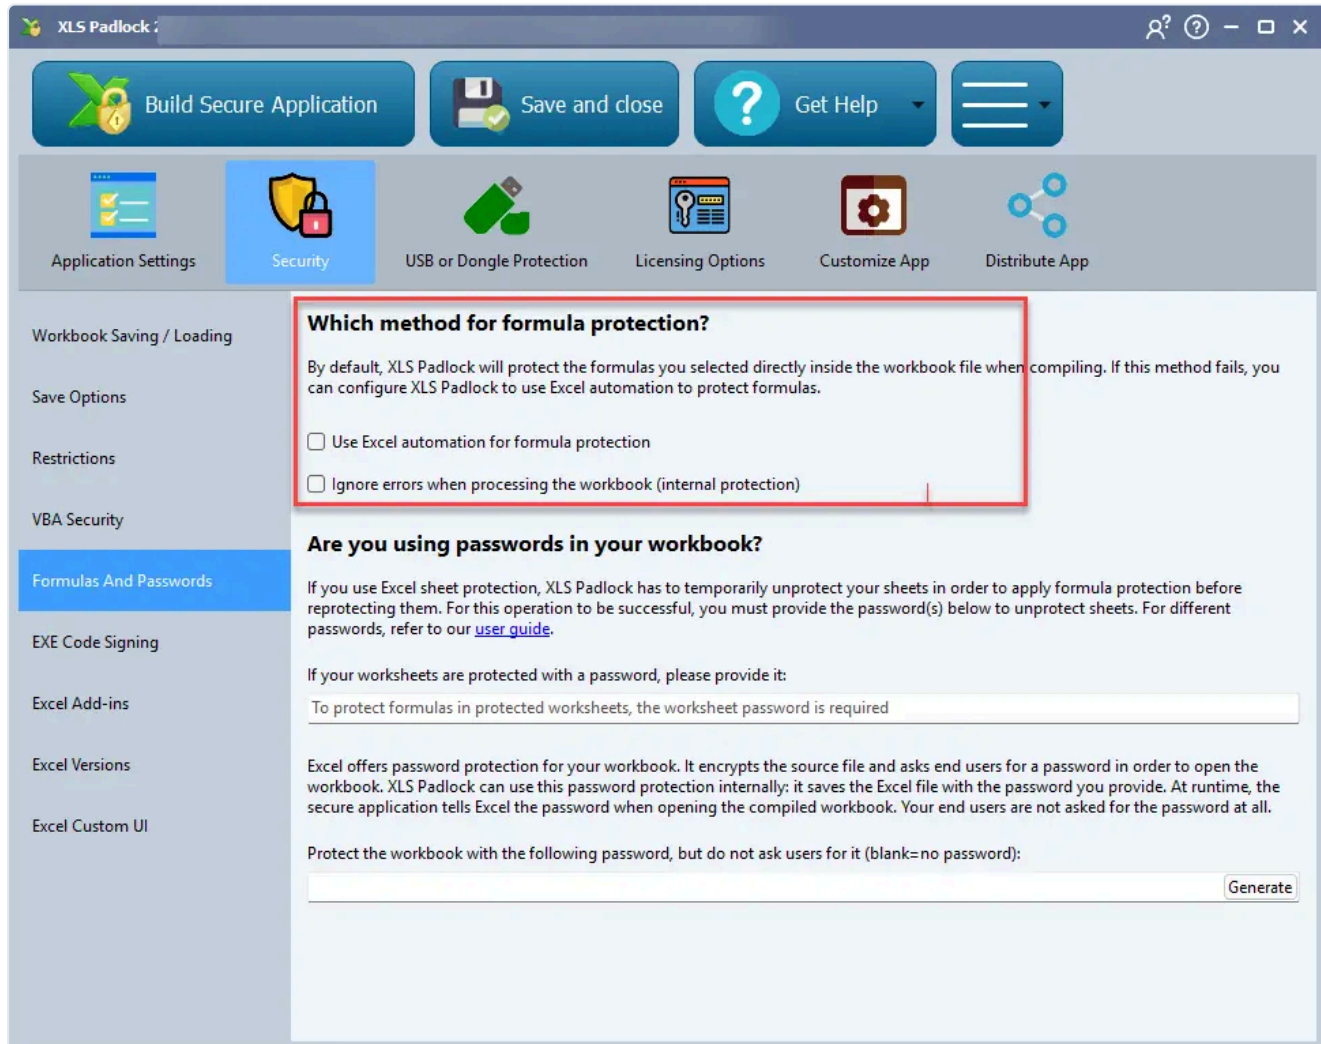 XLS Padlock
Build Secure Application
Save and close
Get Help
Application Settings
Security
USB or Dongle Protection
Licensing Options
Customize App
Distribute App
Workbook Saving / Loading
Save Options
Restrictions
VBA Security
Formulas And Passwords
EXE Code Signing
Excel Add-ins
Excel Versions
Excel Custom UI
Which method for formula protection?
By default, XLS Padlock will protect the formulas you selected directly inside the workbook file when compiling. If this method fails, you
can configure XLS Padlock to use Excel automation to protect formulas.
Use Excel automation for formula protection
Ignore errors when processing the workbook (internal protection)
Are you using passwords in your workbook?
If you use Excel sheet protection, XLS Padlock has to temporarily unprotect your sheets in order to apply formula protection before
reprotecting them. For this operation to be successful, you must provide the password(s) below to unprotect sheets. For different
passwords, refer to our user guide.
If your worksheets are protected with a password, please provide it:
To protect formulas in protected worksheets, the worksheet password is required
Excel offers password protection for your workbook. It encrypts the source file and asks end users for a password in order to open the
workbook. XLS Padlock can use this password protection internally: it saves the Excel file with the password you provide. At runtime, the
secure application tells Excel the password when opening the compiled workbook. Your end users are not asked for the password at all.
Protect the workbook with the following password, but do not ask users for it (blank=no password):
Generate